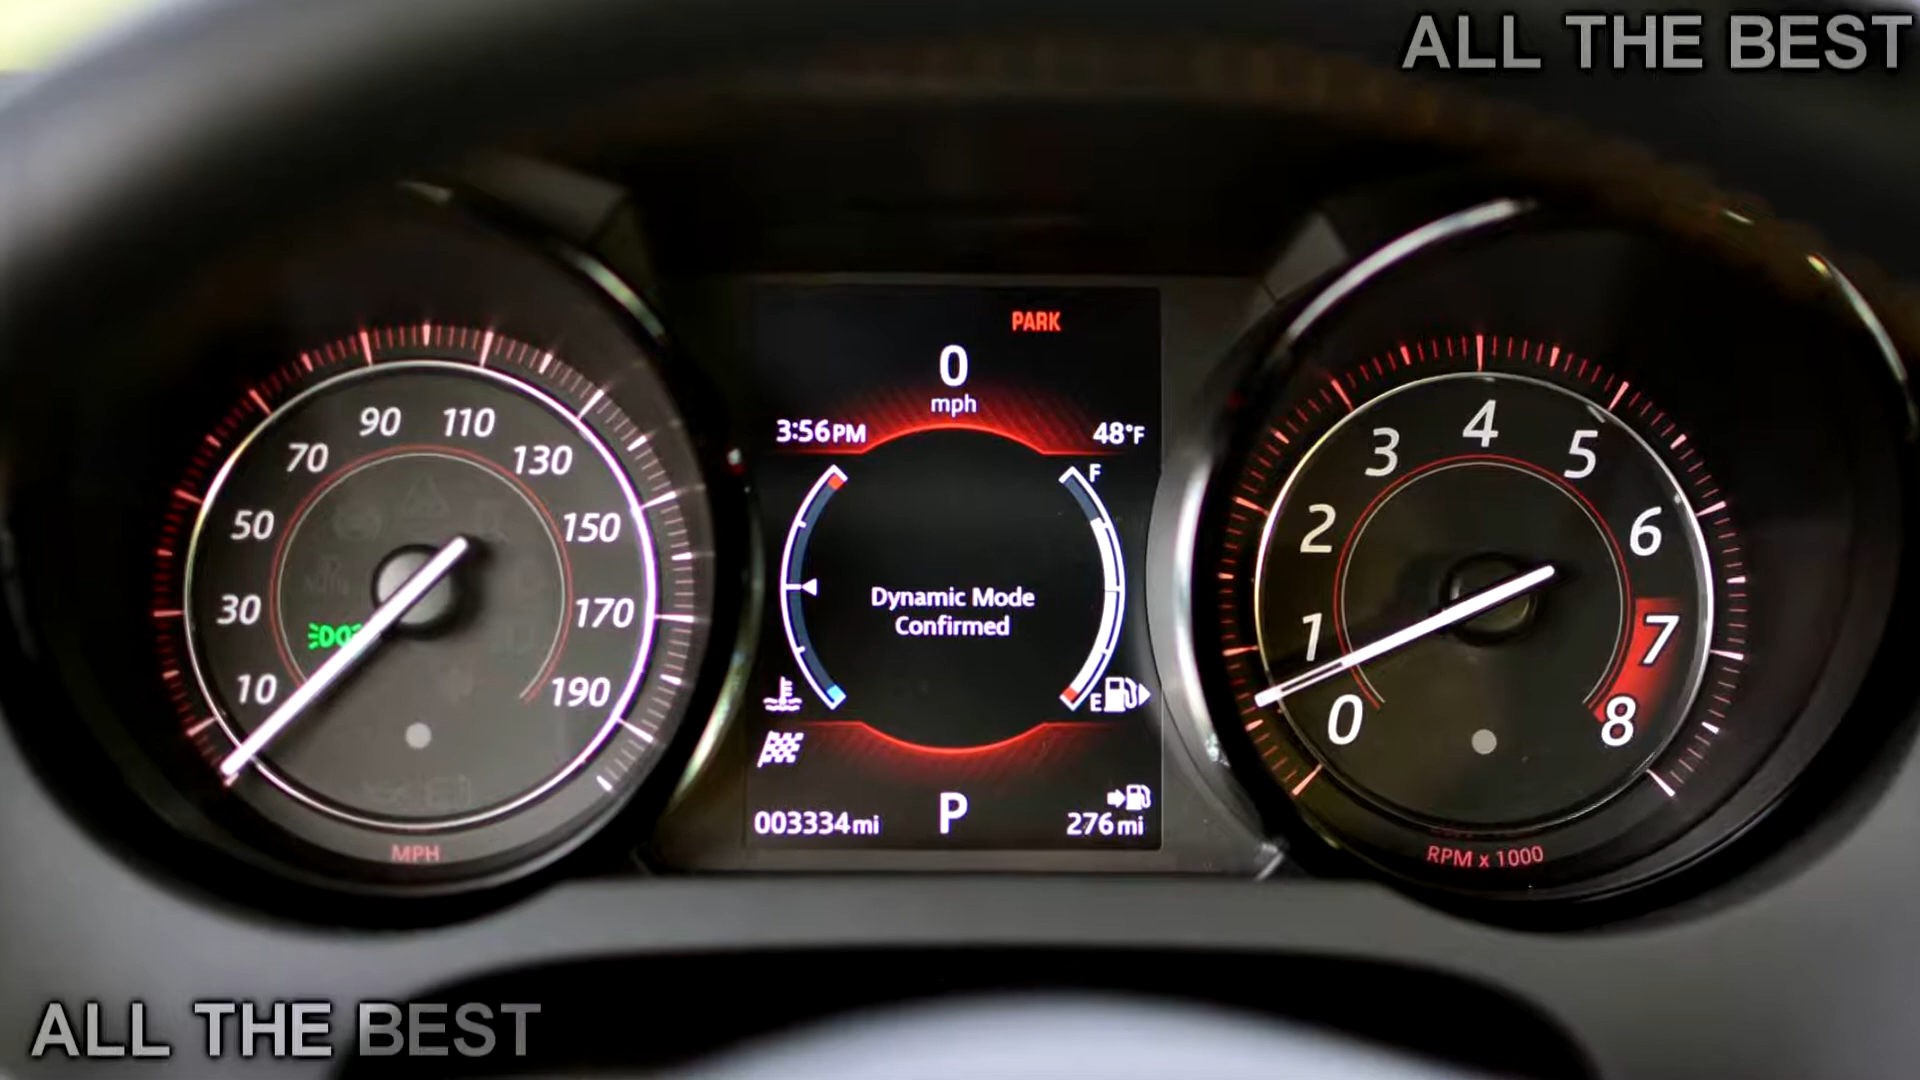 ALL THE BEST
PARK
0
mph
3:56PM
48°F
F
Dynamic Mode
Confirmed
E
003334mi
P
276mi
10
30
50
70
90
110
130
150
170
190
MPH
0
1
2
3
4
5
6
7
8
RPM x 1000
ALL THE BEST